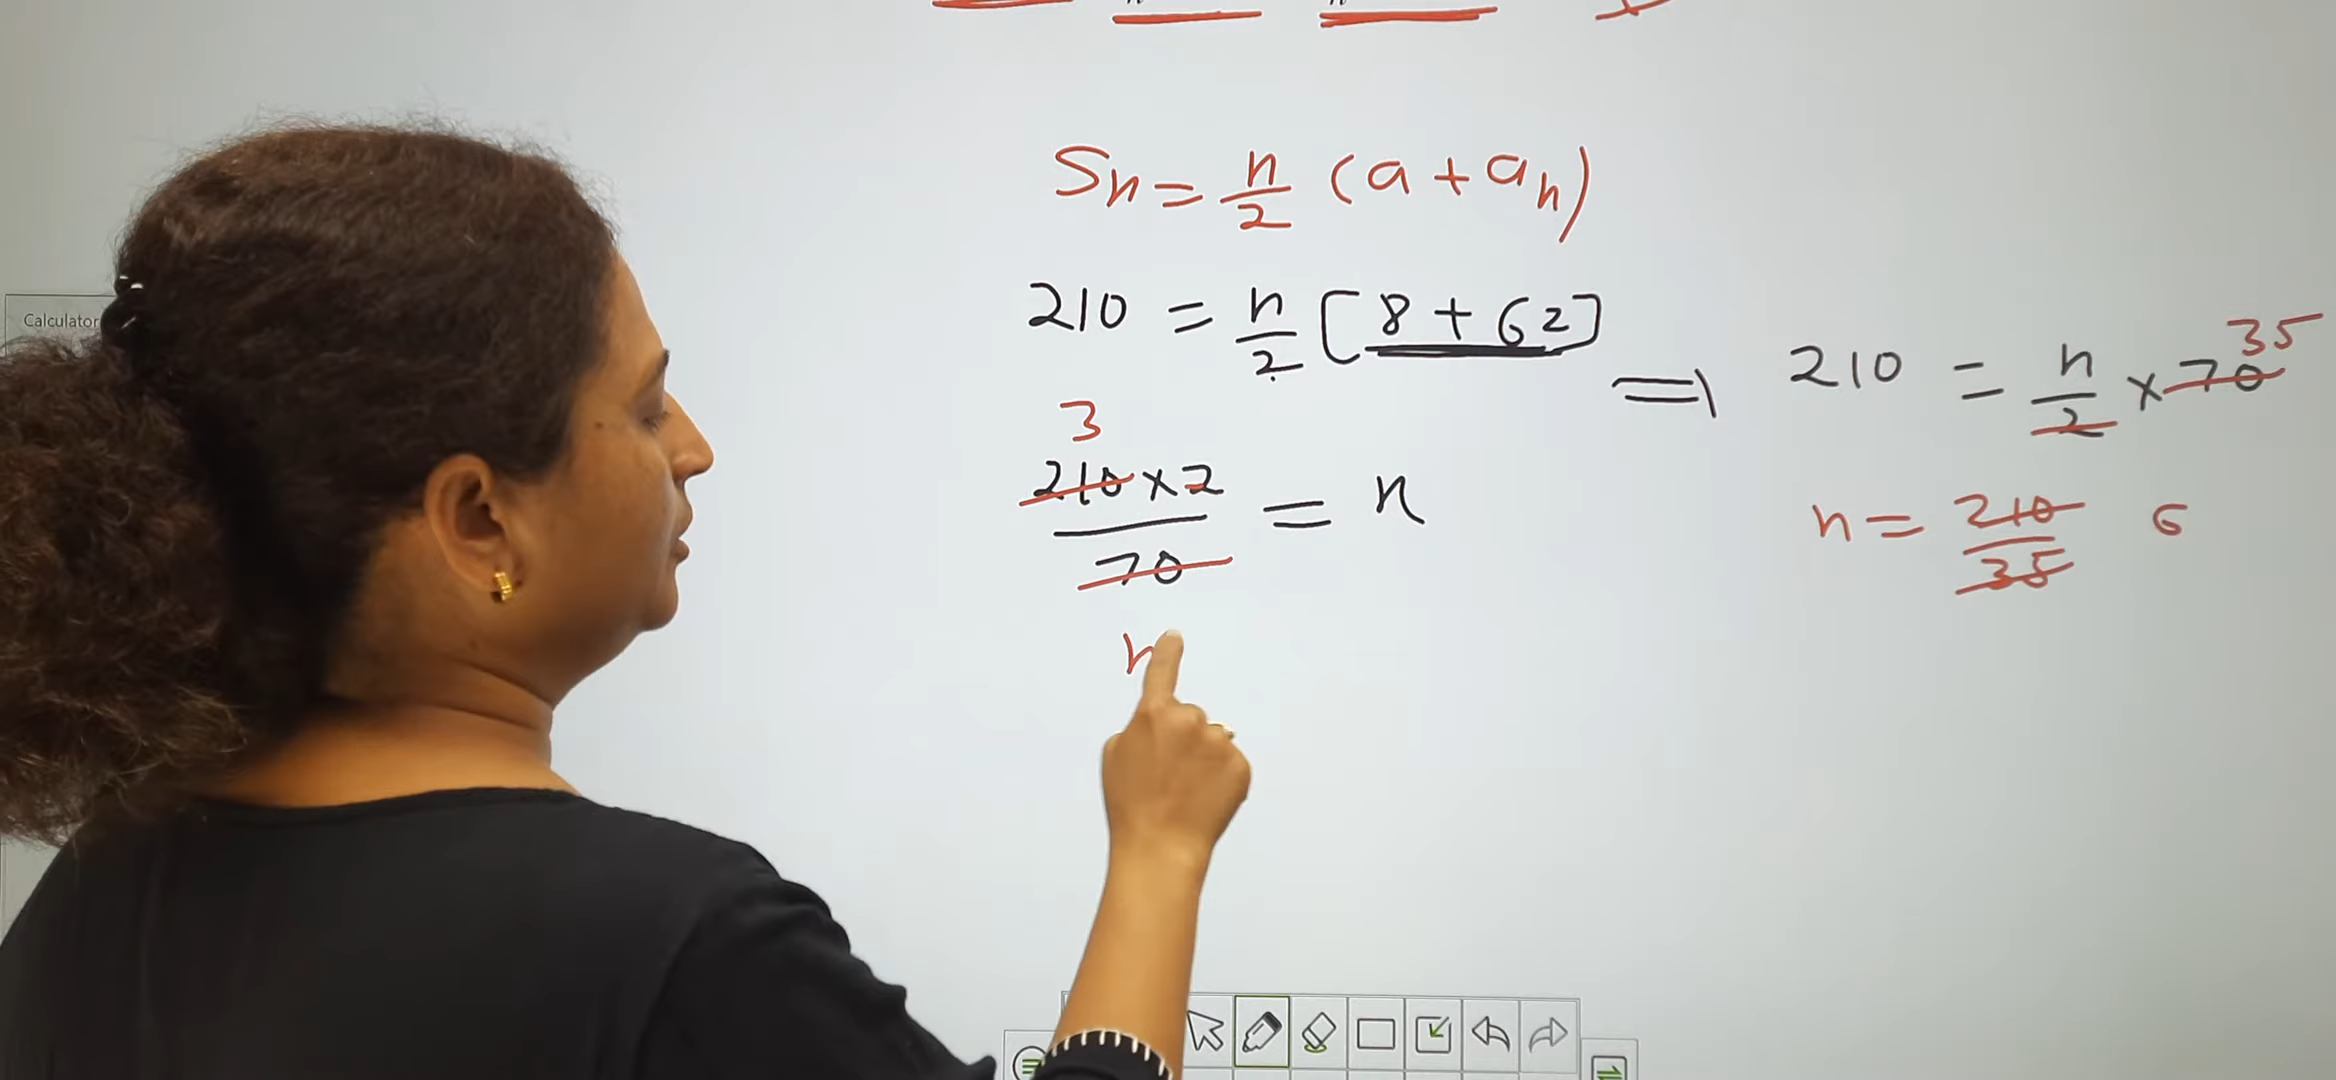 Calculator
Sn = n/2 (a + an)
210 = n/2 [8 + 62]
3
210 × 2 / 70 = n
n
⇒ 210 = n/2 × 70 35
n = 210/35 6